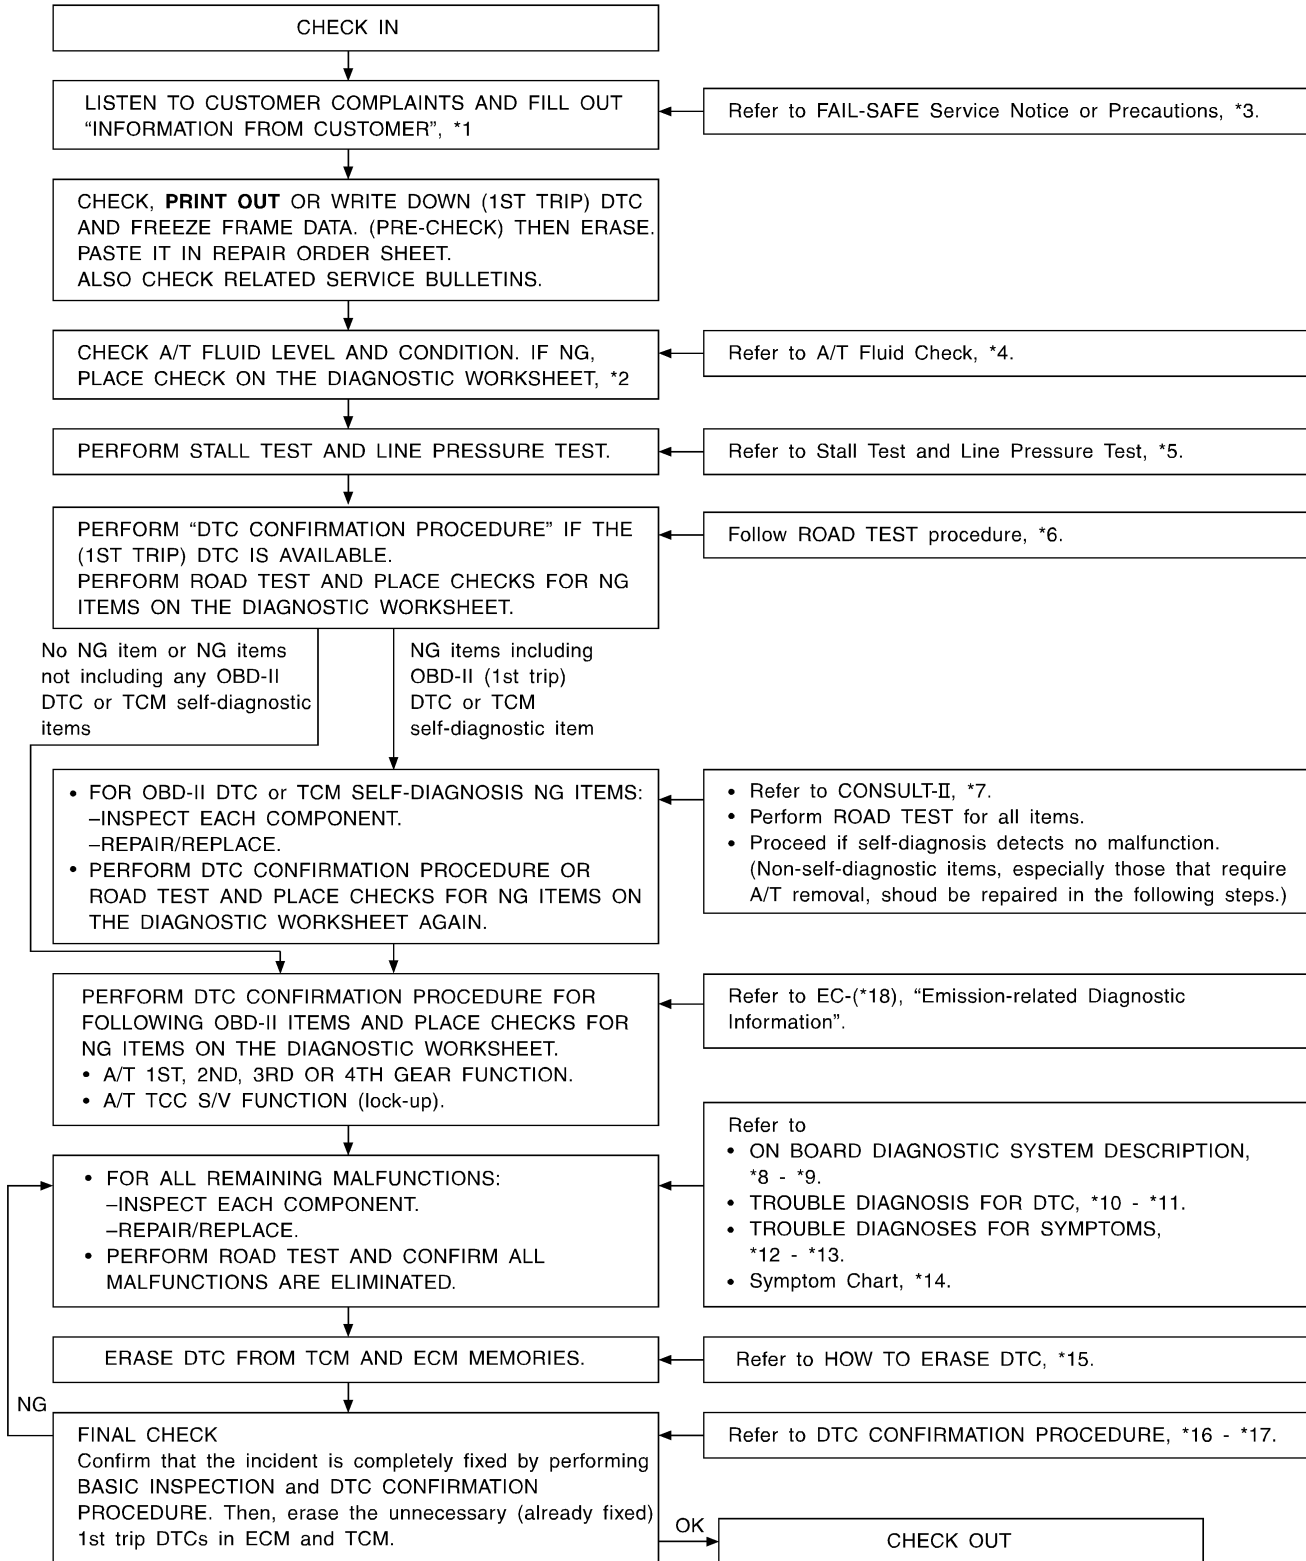 CHECK IN
LISTEN TO CUSTOMER COMPLAINTS AND FILL OUT
“INFORMATION FROM CUSTOMER”, *1
Refer to FAIL-SAFE Service Notice or Precautions, *3.
CHECK, PRINT OUT OR WRITE DOWN (1ST TRIP) DTC
AND FREEZE FRAME DATA. (PRE-CHECK) THEN ERASE.
PASTE IT IN REPAIR ORDER SHEET.
ALSO CHECK RELATED SERVICE BULLETINS.
CHECK A/T FLUID LEVEL AND CONDITION. IF NG,
PLACE CHECK ON THE DIAGNOSTIC WORKSHEET, *2
Refer to A/T Fluid Check, *4.
PERFORM STALL TEST AND LINE PRESSURE TEST.
Refer to Stall Test and Line Pressure Test, *5.
PERFORM “DTC CONFIRMATION PROCEDURE” IF THE
(1ST TRIP) DTC IS AVAILABLE.
PERFORM ROAD TEST AND PLACE CHECKS FOR NG
ITEMS ON THE DIAGNOSTIC WORKSHEET.
Follow ROAD TEST procedure, *6.
No NG item or NG items
not including any OBD-II
DTC or TCM self-diagnostic
items
NG items including
OBD-II (1st trip)
DTC or TCM
self-diagnostic item
• FOR OBD-II DTC or TCM SELF-DIAGNOSIS NG ITEMS:
–INSPECT EACH COMPONENT.
–REPAIR/REPLACE.
• PERFORM DTC CONFIRMATION PROCEDURE OR
ROAD TEST AND PLACE CHECKS FOR NG ITEMS ON
THE DIAGNOSTIC WORKSHEET AGAIN.
• Refer to CONSULT-II, *7.
• Perform ROAD TEST for all items.
• Proceed if self-diagnosis detects no malfunction.
(Non-self-diagnostic items, especially those that require
A/T removal, shoud be repaired in the following steps.)
PERFORM DTC CONFIRMATION PROCEDURE FOR
FOLLOWING OBD-II ITEMS AND PLACE CHECKS FOR
NG ITEMS ON THE DIAGNOSTIC WORKSHEET.
• A/T 1ST, 2ND, 3RD OR 4TH GEAR FUNCTION.
• A/T TCC S/V FUNCTION (lock-up).
Refer to EC-(*18), “Emission-related Diagnostic
Information”.
• FOR ALL REMAINING MALFUNCTIONS:
–INSPECT EACH COMPONENT.
–REPAIR/REPLACE.
• PERFORM ROAD TEST AND CONFIRM ALL
MALFUNCTIONS ARE ELIMINATED.
Refer to
• ON BOARD DIAGNOSTIC SYSTEM DESCRIPTION,
*8 - *9.
• TROUBLE DIAGNOSIS FOR DTC, *10 - *11.
• TROUBLE DIAGNOSES FOR SYMPTOMS,
*12 - *13.
• Symptom Chart, *14.
ERASE DTC FROM TCM AND ECM MEMORIES.
Refer to HOW TO ERASE DTC, *15.
NG
FINAL CHECK
Confirm that the incident is completely fixed by performing
BASIC INSPECTION and DTC CONFIRMATION
PROCEDURE. Then, erase the unnecessary (already fixed)
1st trip DTCs in ECM and TCM.
Refer to DTC CONFIRMATION PROCEDURE, *16 - *17.
OK
CHECK OUT